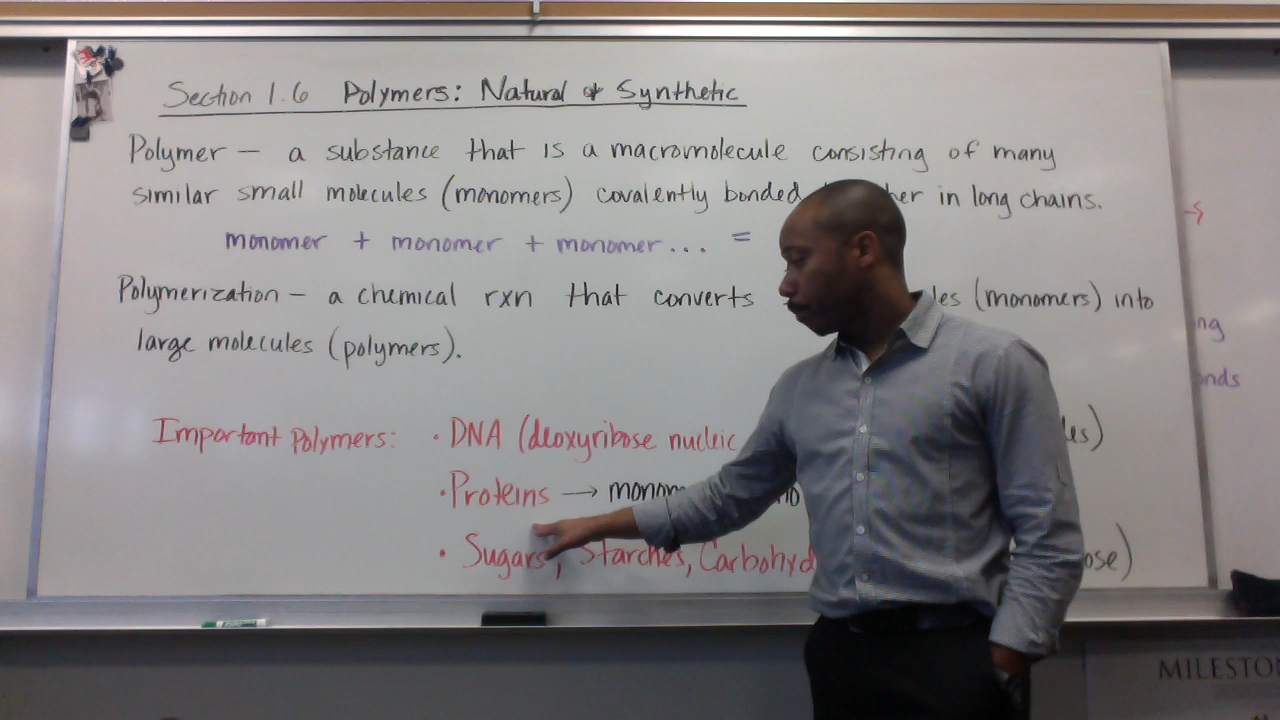 Section 1.6 Polymers: Natural & Synthetic
Polymer — a substance that is a macromolecule consisting of many
similar small molecules (monomers) covalently bonded in long chains.
monomer + monomer + monomer ... =
Polymerization — a chemical rxn that converts (monomers) into
large molecules (polymers).
Important Polymers: · DNA (deoxyribose nucleic
· Proteins →
· Sugars, Starches,
MILESTO